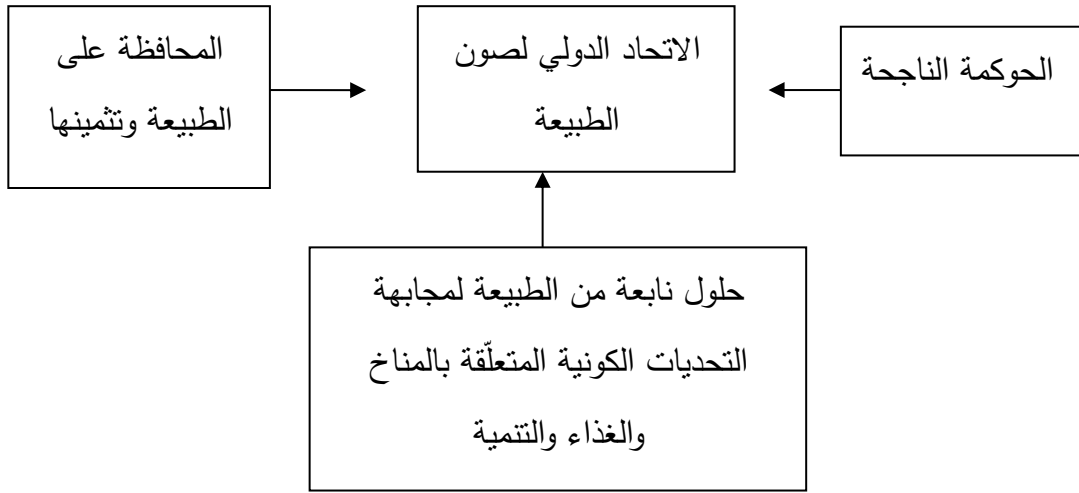 الحوكمة الناجحة
الاتحاد الدولي لصون
الطبيعة
المحافظة على
الطبيعة وتثمينها
حلول نابعة من الطبيعة لمجابهة
التحديات الكونية المتعلّقة بالمناخ
والغذاء والتنمية